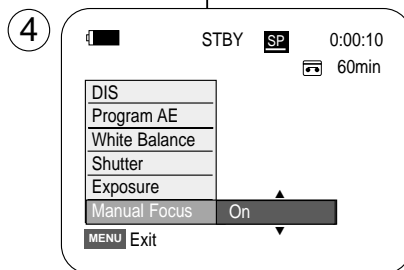 4
STBY SP 0:00:10
60min
DIS
Program AE
White Balance
Shutter
Exposure
Manual Focus On
MENU Exit